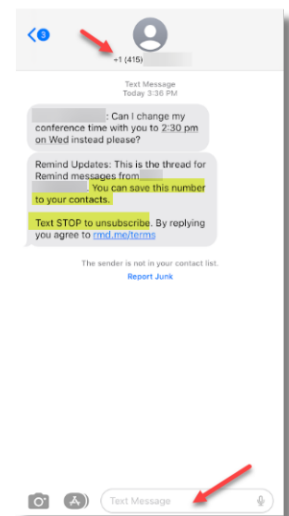 3
+1 (415)
Text Message
Today 3:36 PM
: Can I change my
conference time with you to 2:30 pm
on Wed instead please?
Remind Updates: This is the thread for
Remind messages from
. You can save this number
to your contacts.
Text STOP to unsubscribe. By replying
you agree to rmd.me/terms
The sender is not in your contact list.
Report Junk
Text Message